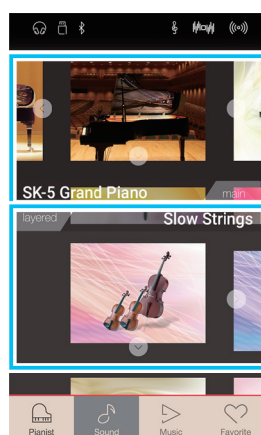 SK-5 Grand Piano
main
layered
Slow Strings
Pianist
Sound
Music
Favorite